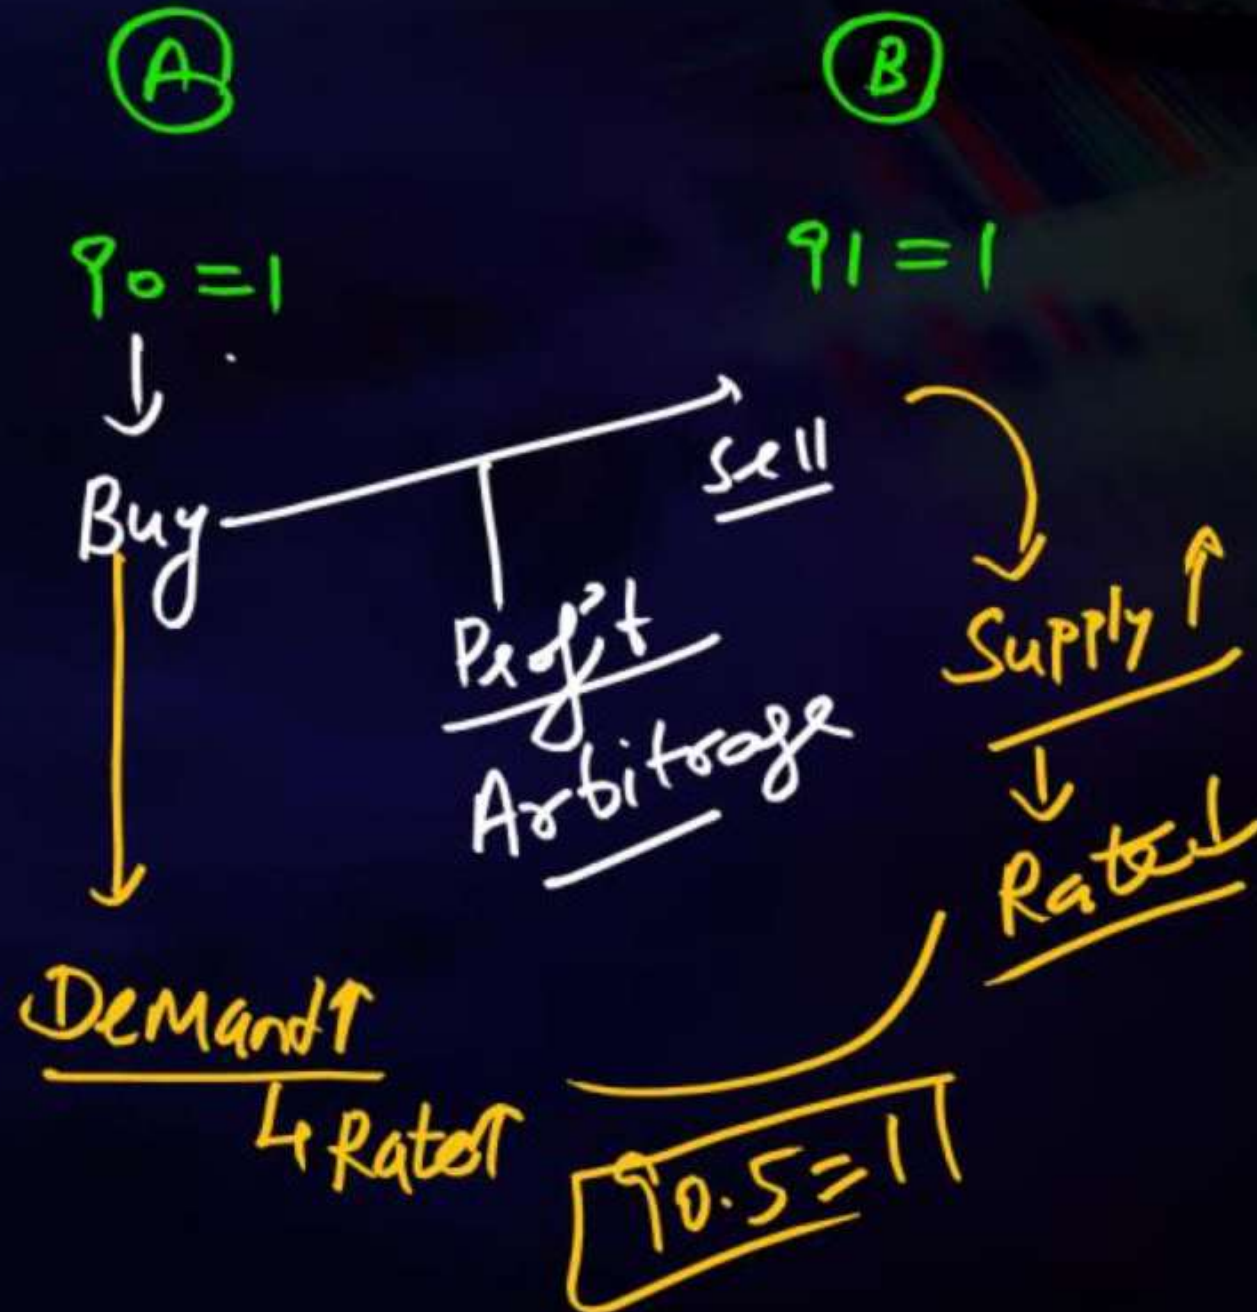 A B
90 = 1 91 = 1
↓
Buy → Sell
Profit
Arbitrage
Supply ↑
↓
Rate ↓
Demand ↑
↳ Rate ↑
90.5 = 1